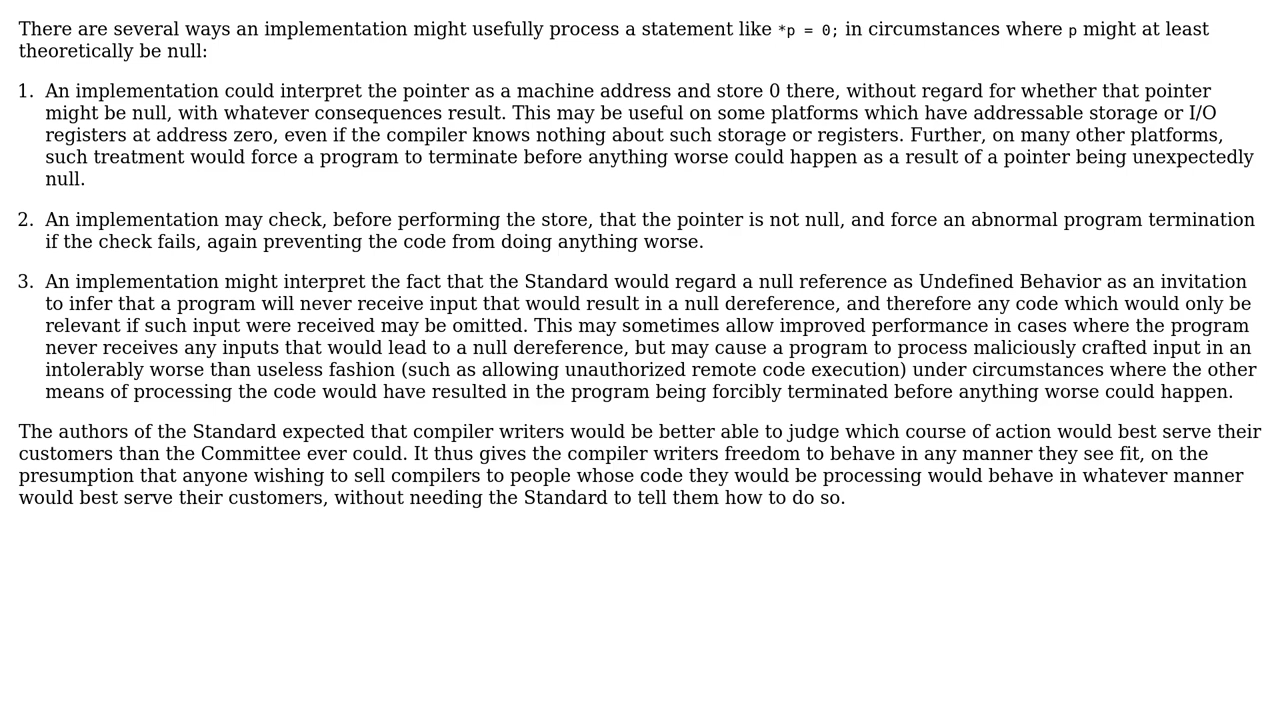 There are several ways an implementation might usefully process a statement like *p = 0; in circumstances where p might at least
theoretically be null:
1. An implementation could interpret the pointer as a machine address and store 0 there, without regard for whether that pointer
might be null, with whatever consequences result. This may be useful on some platforms which have addressable storage or I/O
registers at address zero, even if the compiler knows nothing about such storage or registers. Further, on many other platforms,
such treatment would force a program to terminate before anything worse could happen as a result of a pointer being unexpectedly
null.
2. An implementation may check, before performing the store, that the pointer is not null, and force an abnormal program termination
if the check fails, again preventing the code from doing anything worse.
3. An implementation might interpret the fact that the Standard would regard a null reference as Undefined Behavior as an invitation
to infer that a program will never receive input that would result in a null dereference, and therefore any code which would only be
relevant if such input were received may be omitted. This may sometimes allow improved performance in cases where the program
never receives any inputs that would lead to a null dereference, but may cause a program to process maliciously crafted input in an
intolerably worse than useless fashion (such as allowing unauthorized remote code execution) under circumstances where the other
means of processing the code would have resulted in the program being forcibly terminated before anything worse could happen.
The authors of the Standard expected that compiler writers would be better able to judge which course of action would best serve their
customers than the Committee ever could. It thus gives the compiler writers freedom to behave in any manner they see fit, on the
presumption that anyone wishing to sell compilers to people whose code they would be processing would behave in whatever manner
would best serve their customers, without needing the Standard to tell them how to do so.